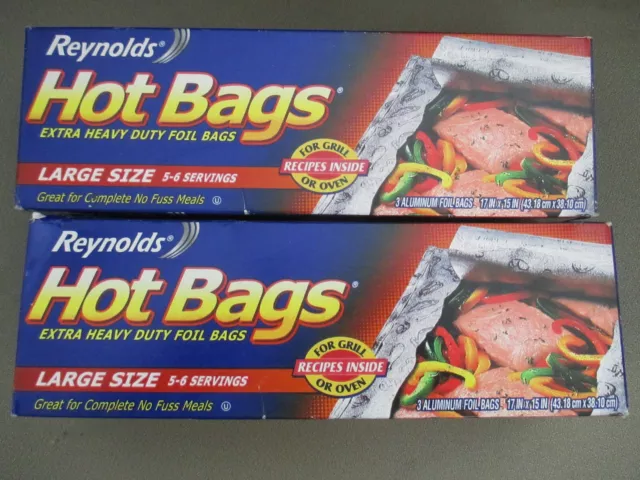 Reynolds®
Hot Bags®
EXTRA HEAVY DUTY FOIL BAGS
FOR GRILL
RECIPES INSIDE
OR OVEN
LARGE SIZE 5-6 SERVINGS
Great for Complete No Fuss Meals U
3 ALUMINUM FOIL BAGS - 17 IN x 15 IN (43.18 cm x 38.10 cm)
Reynolds®
Hot Bags®
EXTRA HEAVY DUTY FOIL BAGS
FOR GRILL
RECIPES INSIDE
OR OVEN
LARGE SIZE 5-6 SERVINGS
Great for Complete No Fuss Meals U
3 ALUMINUM FOIL BAGS - 17 IN x 15 IN (43.18 cm x 38.10 cm)